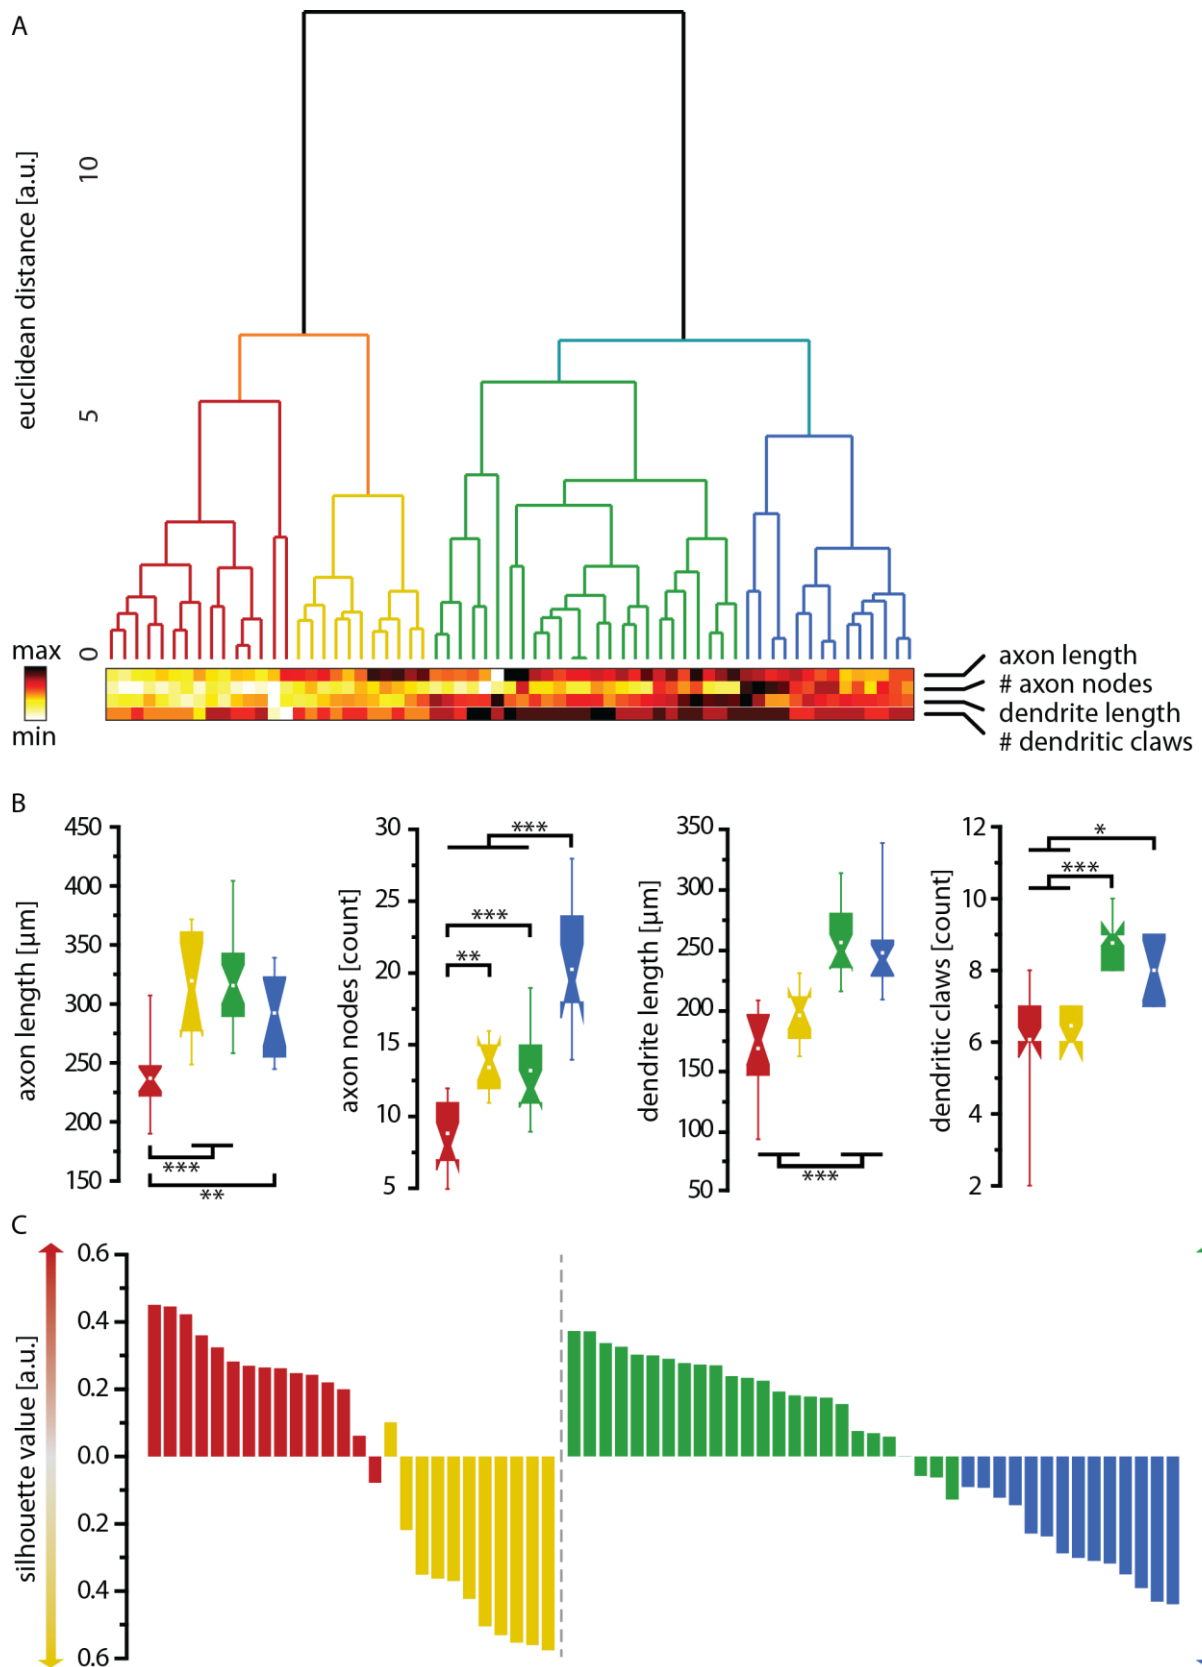 A
euclidean distance [a.u.]
10
5
0
max
min
axon length
# axon nodes
dendrite length
# dendritic claws
B
axon length [µm]
450
400
350
300
250
200
150
***
**
axon nodes [count]
30
25
20
15
10
5
***
***
**
dendrite length [µm]
350
300
250
200
150
100
50
***
dendritic claws [count]
12
10
8
6
4
2
*
***
C
silhouette value [a.u.]
0.6
0.4
0.2
0.0
0.2
0.4
0.6